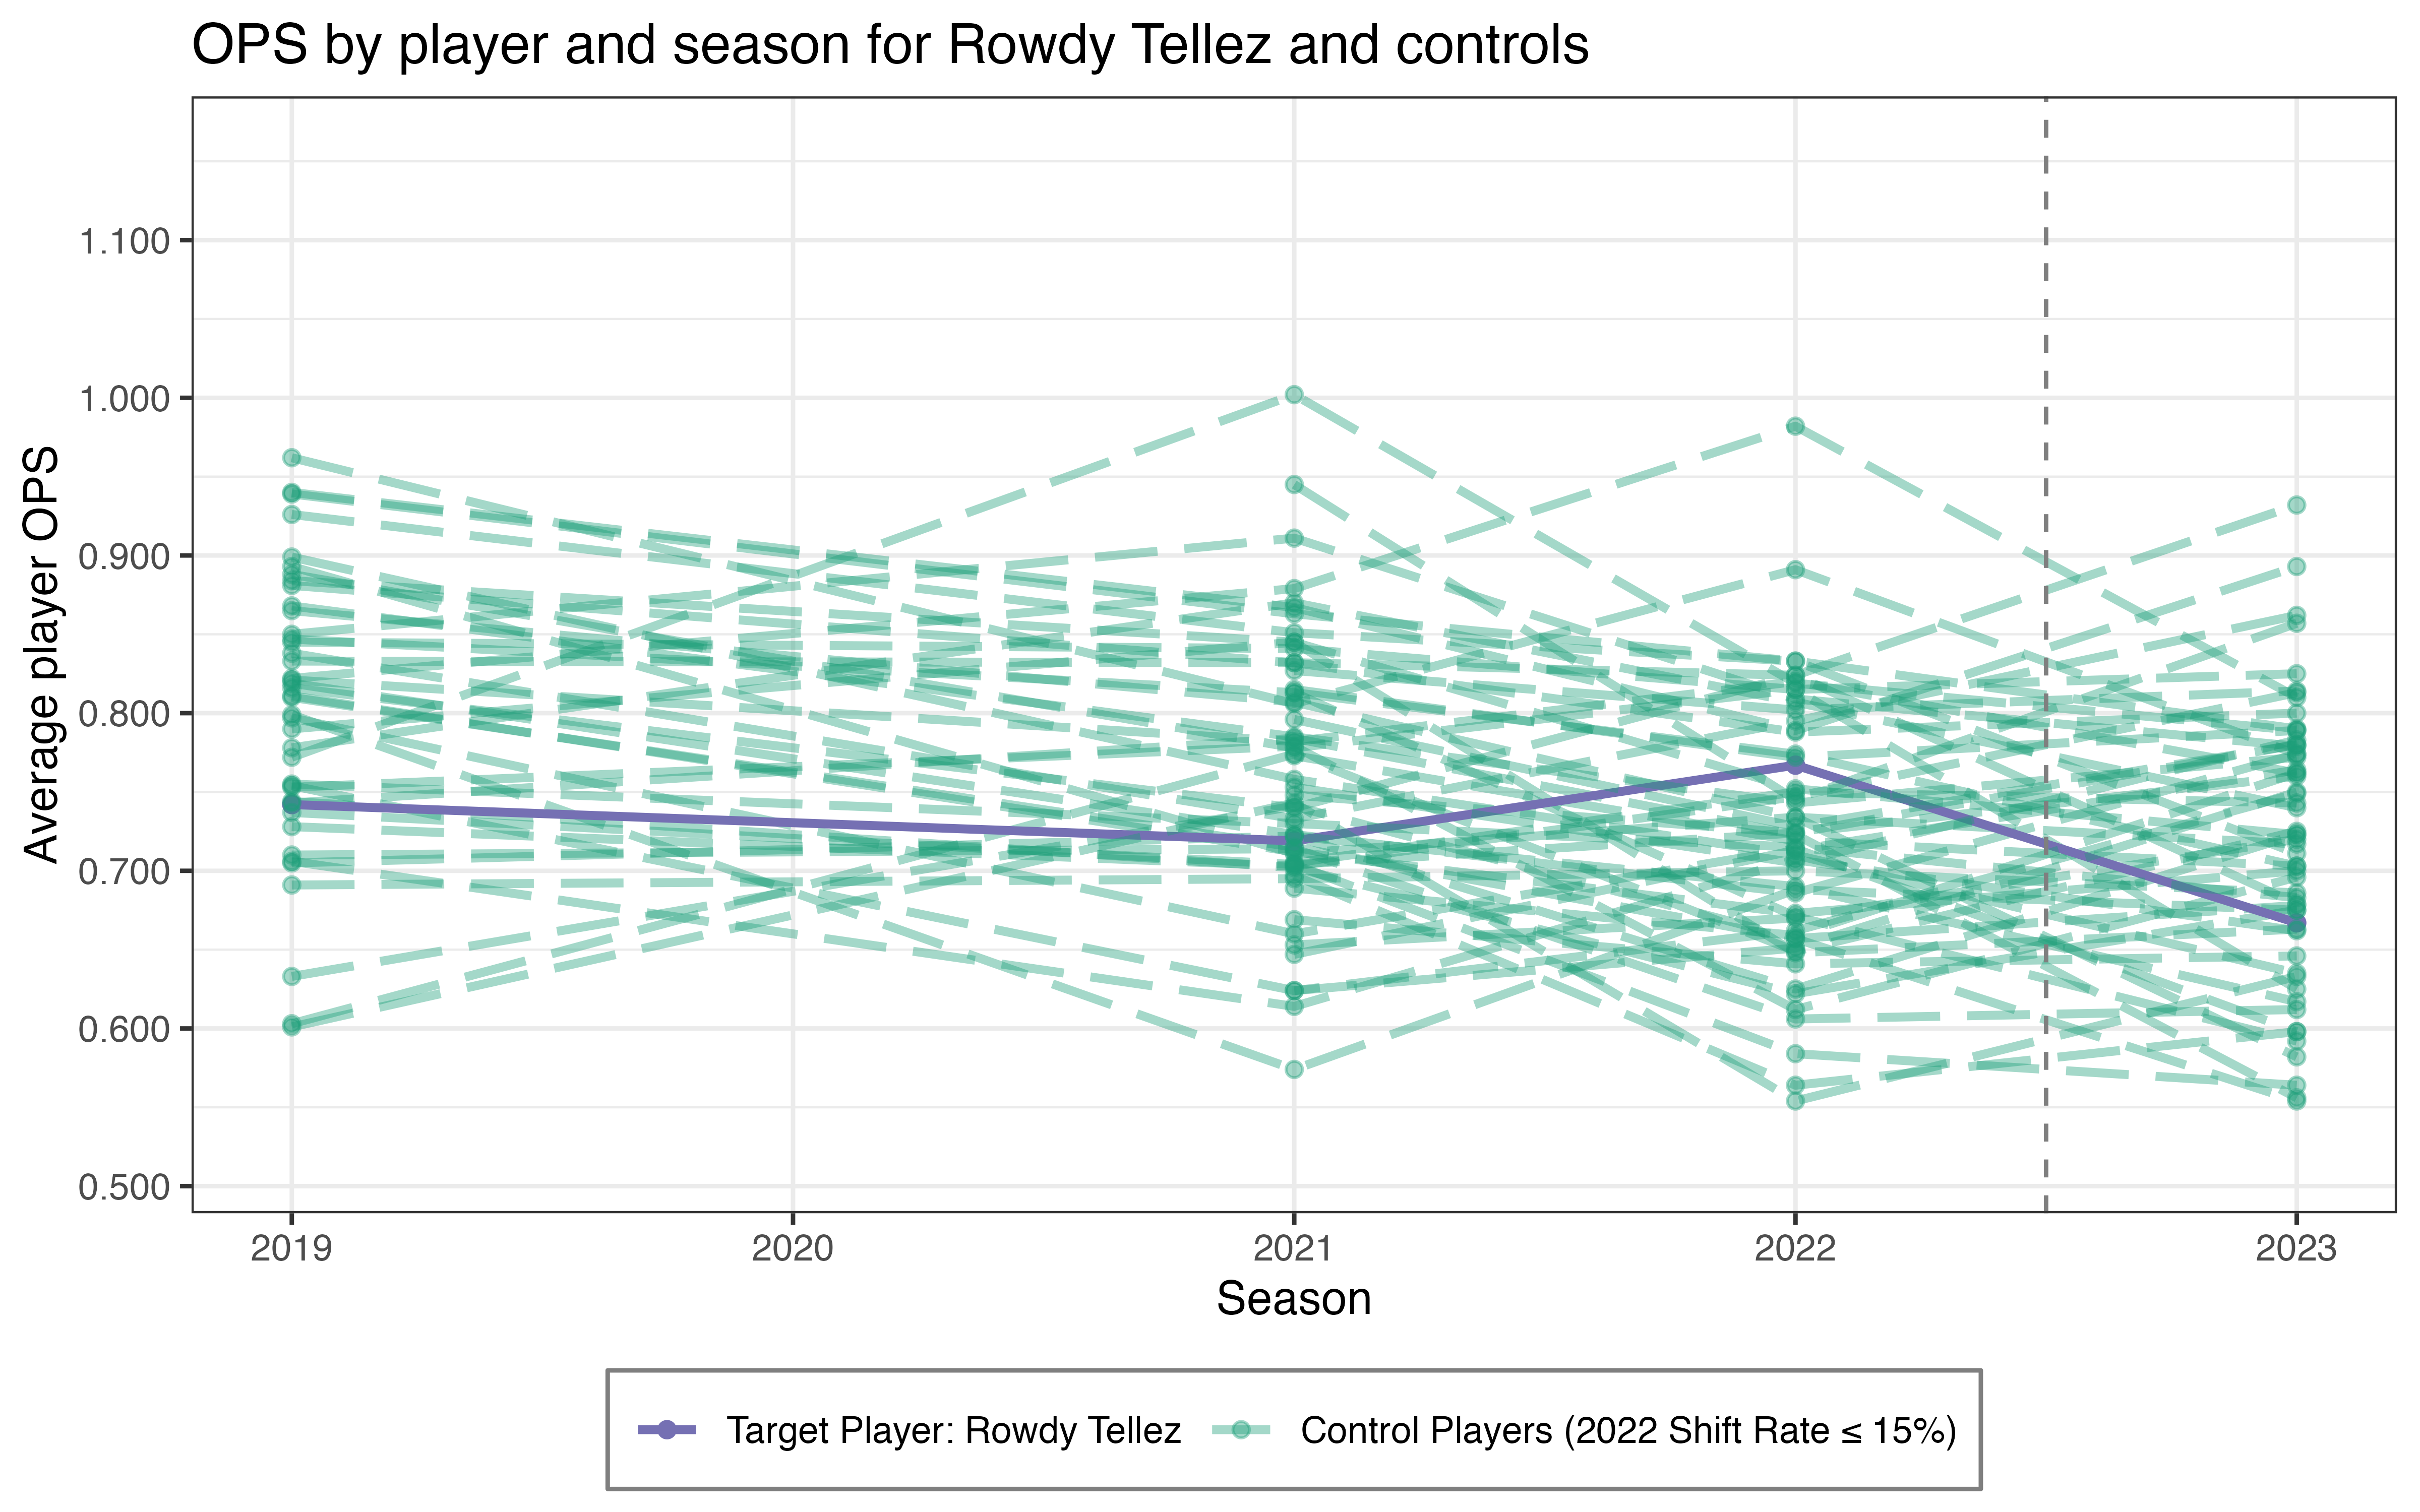 OPS by player and season for Rowdy Tellez and controls
Average player OPS
1.100
1.000
0.900
0.800
0.700
0.600
0.500
2019 2020 2021 2022 2023
Season
Target Player: Rowdy Tellez Control Players (2022 Shift Rate ≤ 15%)